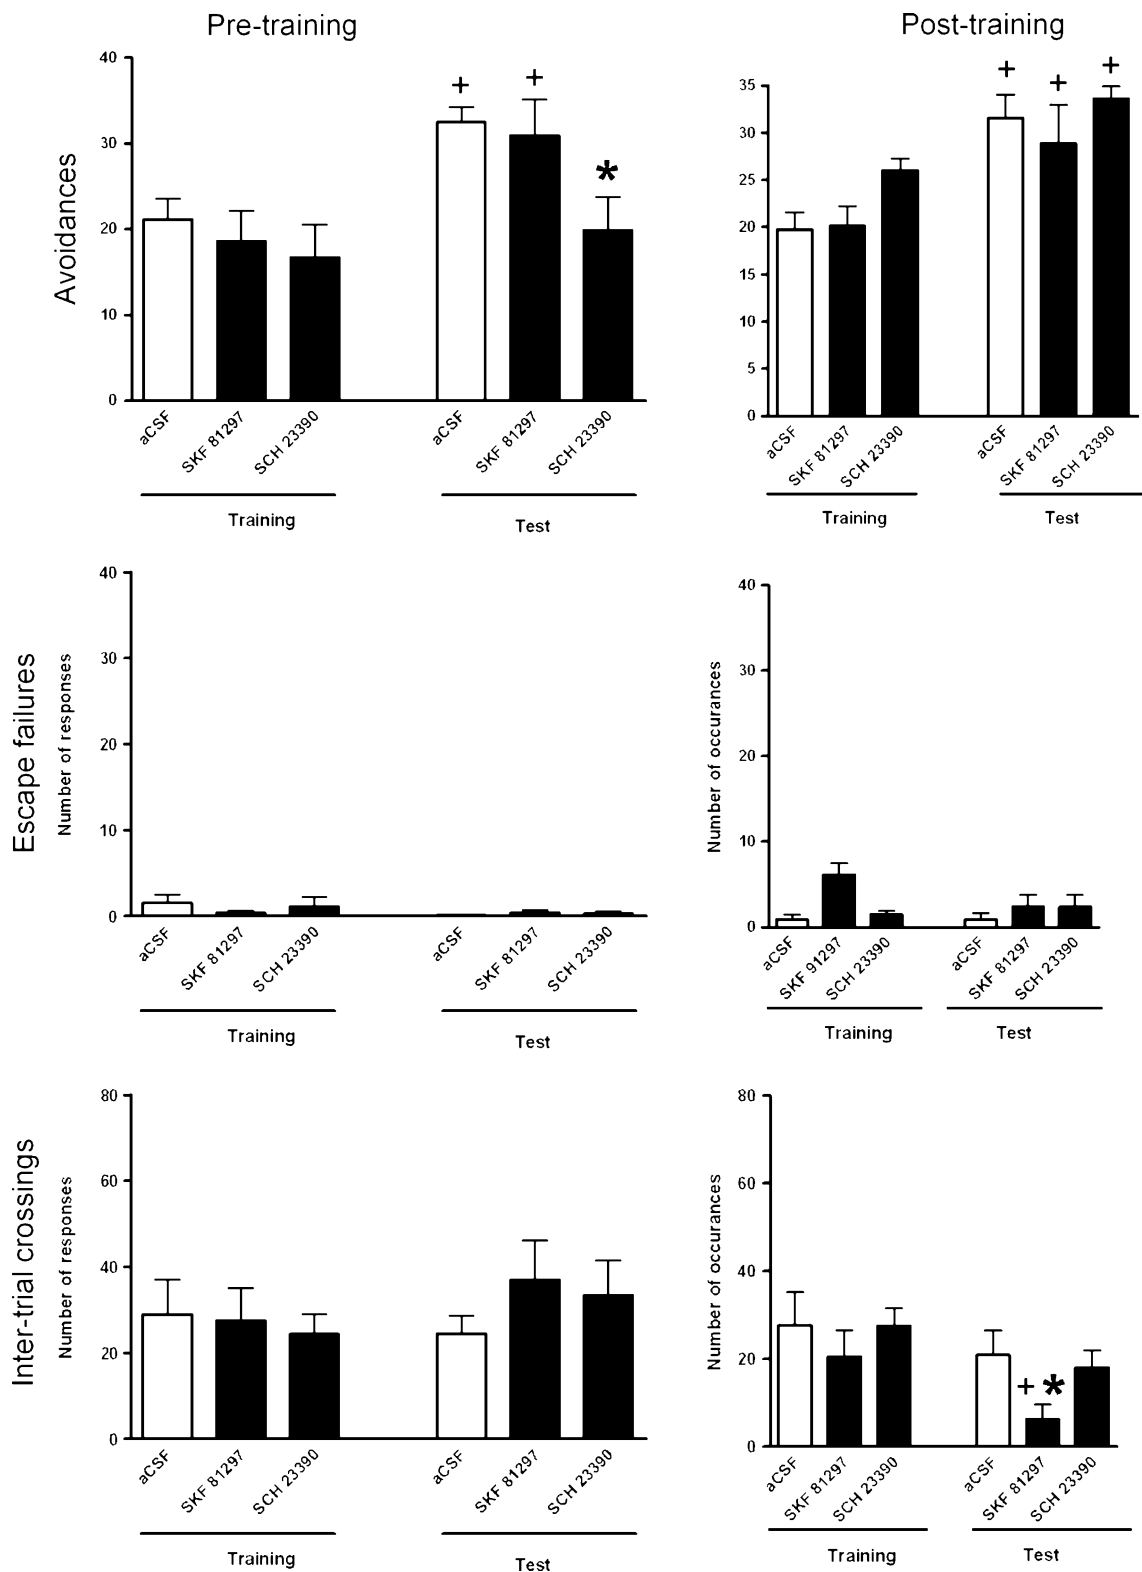 Pre-training
Post-training
Avoidances
40
30
20
10
0
+
+
*
aCSF
SKF 81297
SCH 23390
aCSF
SKF 81297
SCH 23390
Training
Test
35
30
25
20
15
10
5
0
+
+
+
aCSF
SKF 81297
SCH 23390
aCSF
SKF 81297
SCH 23390
Training
Test
Escape failures
Number of responses
40
30
20
10
0
aCSF
SKF 81297
SCH 23390
aCSF
SKF 81297
SCH 23390
Training
Test
Number of occurances
40
30
20
10
0
aCSF
SKF 91297
SCH 23390
aCSF
SKF 81297
SCH 23390
Training
Test
Inter-trial crossings
Number of responses
80
60
40
20
0
aCSF
SKF 81297
SCH 23390
aCSF
SKF 81297
SCH 23390
Training
Test
Number of occurances
80
60
40
20
0
+ *
aCSF
SKF 81297
SCH 23390
aCSF
SKF 81297
SCH 23390
Training
Test